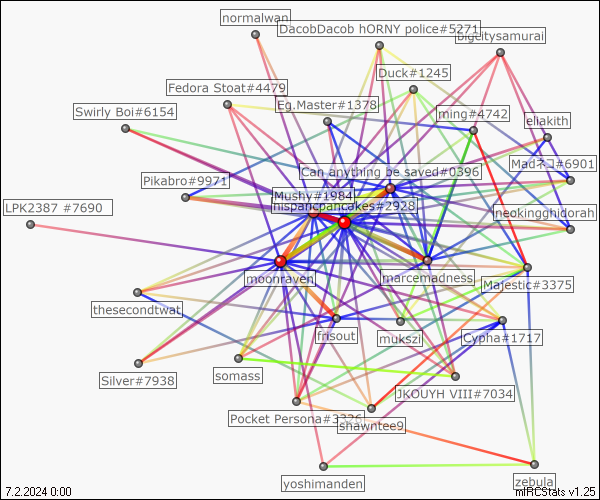 normalwan
DacobDacob hORNY police#5271
bigcitysamurai
Duck#1245
Fedora Stoat#4479
Eg.Master#1378
Swirly Boi#6154
ming#4742
eliakith
Madネコ#6901
Can anything be saved#0396
Pikabro#9971
Mushy#1984
hispanicpancakes#2928
LPK2387 #7690
neokingghidorah
moonraven
marcemadness
Majestic#3375
thesecondtwat
frisout
mukszi
Cypha#1717
Silver#7938
somass
JKOUYH VIII#7034
Pocket Persona#3326
shawntee9
yoshimanden
zebula
7.2.2024 0:00
mIRCStats v1.25